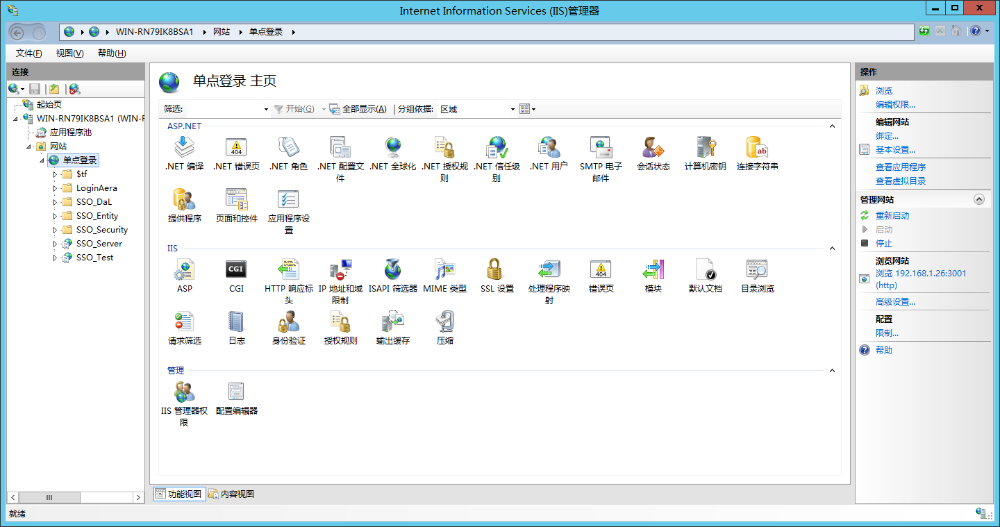 Internet Information Services (IIS)管理器
WIN-RN79IK8BSA1 网站 单点登录
文件(F) 视图(V) 帮助(H)
连接
起始页
WIN-RN79IK8BSA1 (WIN-R
应用程序池
网站
单点登录
$tf
LoginAera
SSO_DaL
SSO_Entity
SSO_Security
SSO_Server
SSO_Test
单点登录 主页
筛选: 开始(G) 全部显示(A) 分组依据: 区域
ASP.NET
.NET 编译
.NET 错误页
.NET 角色
.NET 配置文
件
.NET 全球化
.NET 授权规
则
.NET 信任级
别
.NET 用户
SMTP 电子
邮件
会话状态
计算机密钥
连接字符串
提供程序
页面和控件
应用程序设
置
IIS
ASP
CGI
CGI
HTTP 响应标
头
IP 地址和域
限制
ISAPI 筛选器
MIME 类型
SSL 设置
处理程序映
射
404
错误页
模块
默认文档
目录浏览
请求筛选
日志
身份验证
授权规则
输出缓存
压缩
管理
IIS 管理器权
限
配置编辑器
功能视图 内容视图
操作
浏览
编辑权限...
编辑网站
绑定...
基本设置...
查看应用程序
查看虚拟目录
管理网站
重新启动
启动
停止
浏览网站
浏览 192.168.1.26:3001
(http)
高级设置...
配置
限制...
帮助
就绪